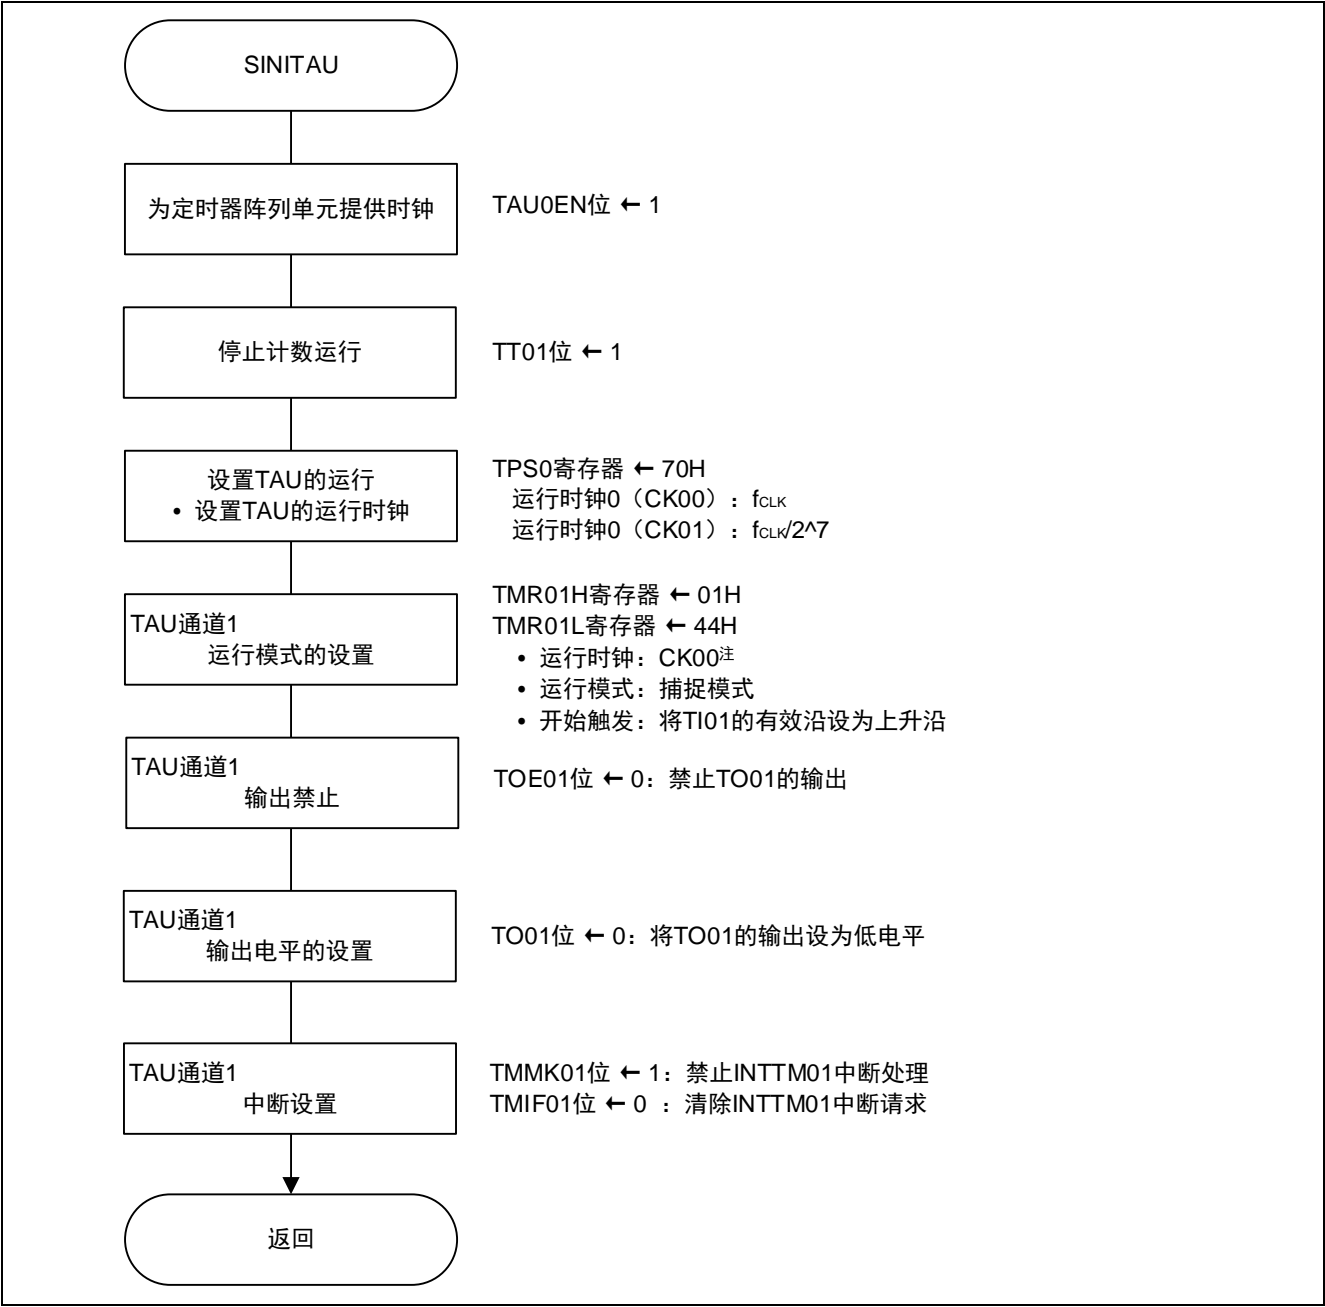 SINITAU
为定时器阵列单元提供时钟
TAU0EN位 ← 1
停止计数运行
TT01位 ← 1
设置TAU的运行
• 设置TAU的运行时钟
TPS0寄存器 ← 70H
运行时钟0（CK00）：fCLK
运行时钟0（CK01）：fCLK/2^7
TAU通道1
运行模式的设置
TMR01H寄存器 ← 01H
TMR01L寄存器 ← 44H
• 运行时钟：CK00注
• 运行模式：捕捉模式
• 开始触发：将TI01的有效沿设为上升沿
TAU通道1
输出禁止
TOE01位 ← 0：禁止TO01的输出
TAU通道1
输出电平的设置
TO01位 ← 0：将TO01的输出设为低电平
TAU通道1
中断设置
TMMK01位 ← 1：禁止INTTM01中断处理
TMIF01位 ← 0 ：清除INTTM01中断请求
返回